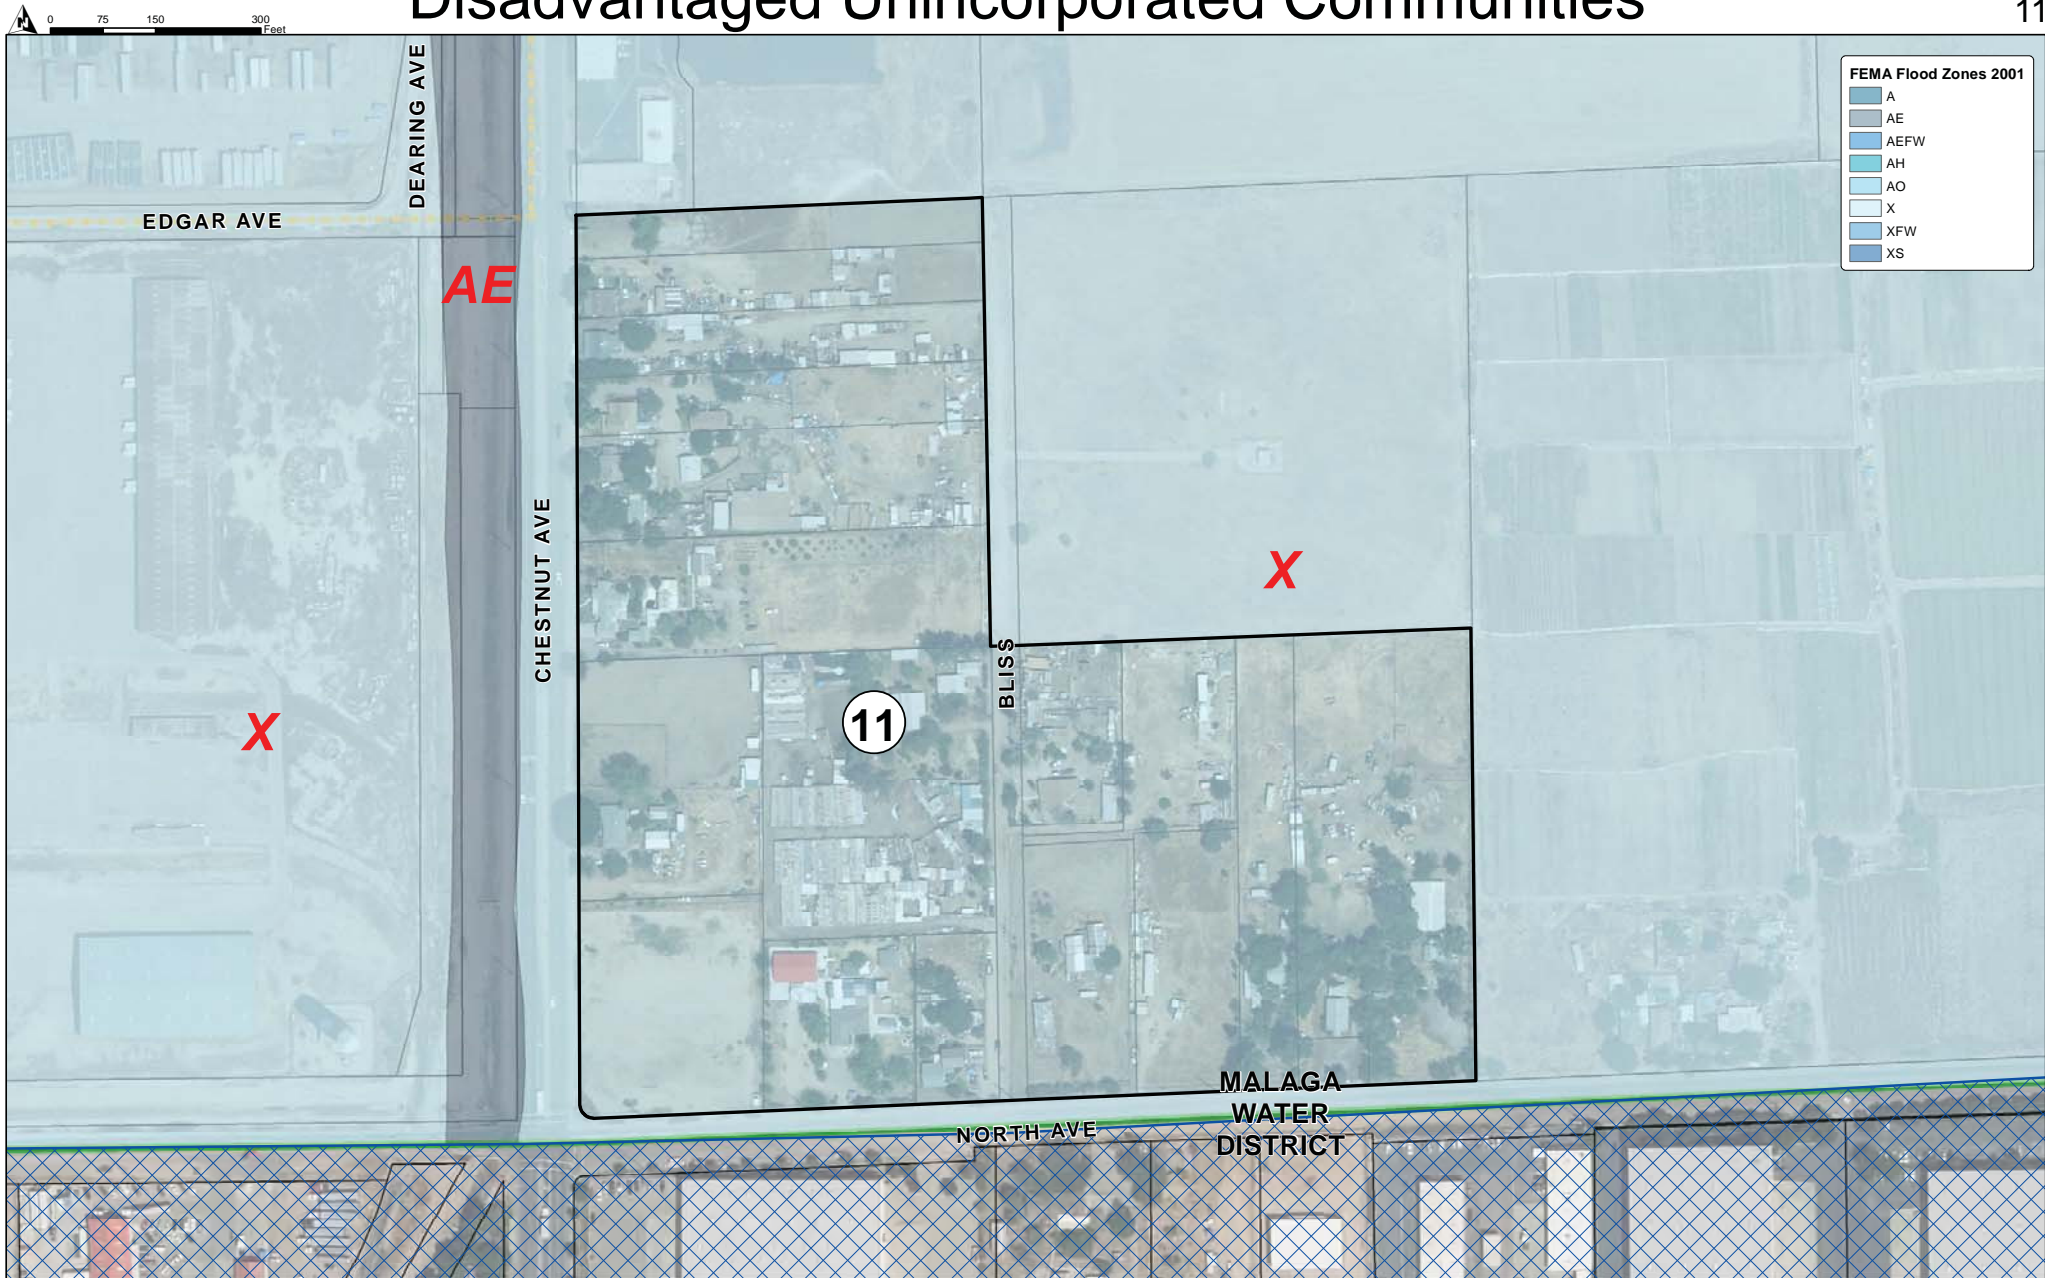 Disadvantaged Unincorporated Communities
11
0 75 150 300
Feet
FEMA Flood Zones 2001
A
AE
AEFW
AH
AO
X
XFW
XS
DEARING AVE
EDGAR AVE
AE
CHESTNUT AVE
X
BLISS
X
11
MALAGA
WATER
DISTRICT
NORTH AVE